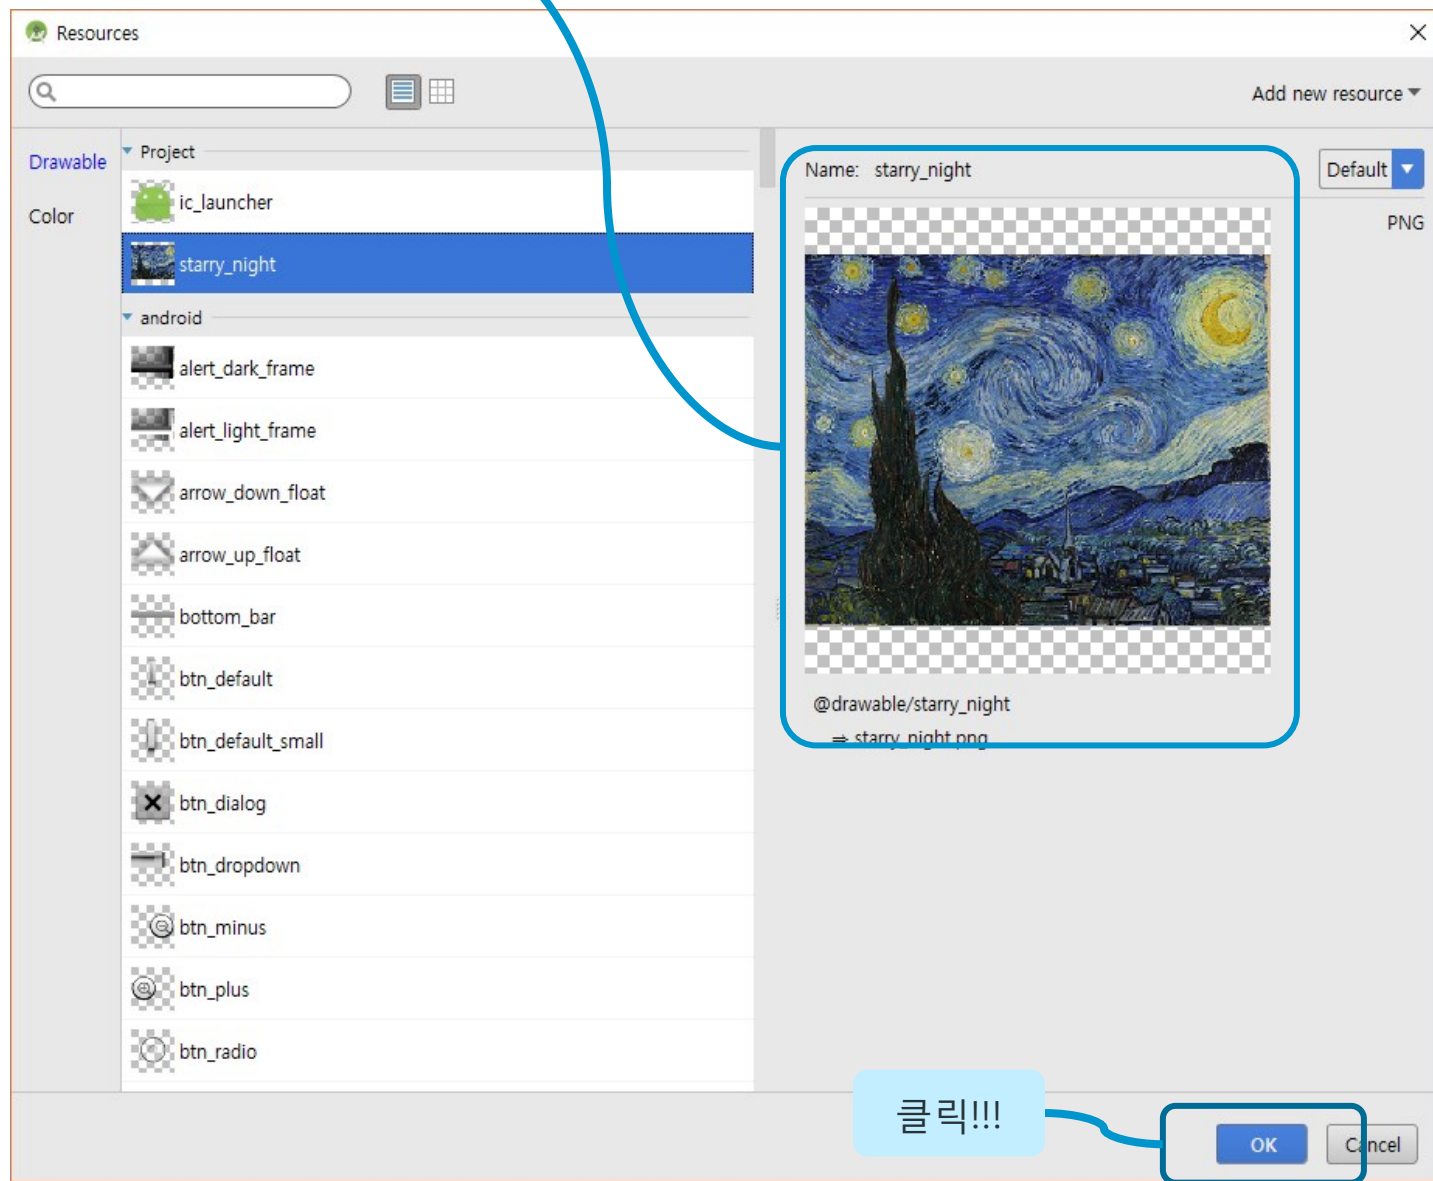 Resources
Add new resource
Drawable
Color
Project
ic_launcher
starry_night
android
alert_dark_frame
alert_light_frame
arrow_down_float
arrow_up_float
bottom_bar
btn_default
btn_default_small
btn_dialog
btn_dropdown
btn_minus
btn_plus
btn_radio
Name: starry_night
Default
PNG
@drawable/starry_night
⇒ starry_night.png
클릭!!!
OK
Cancel